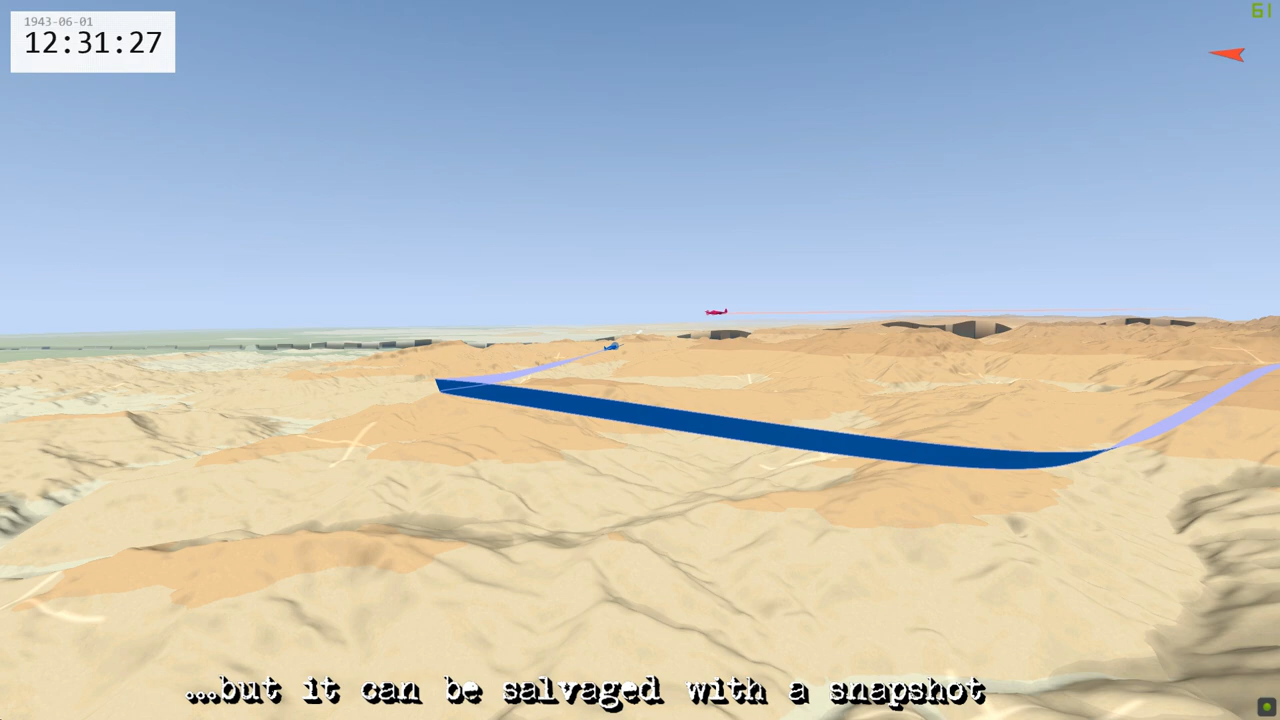 1943-06-01
61
12:31:27
...but it can be salvaged with a snapshot